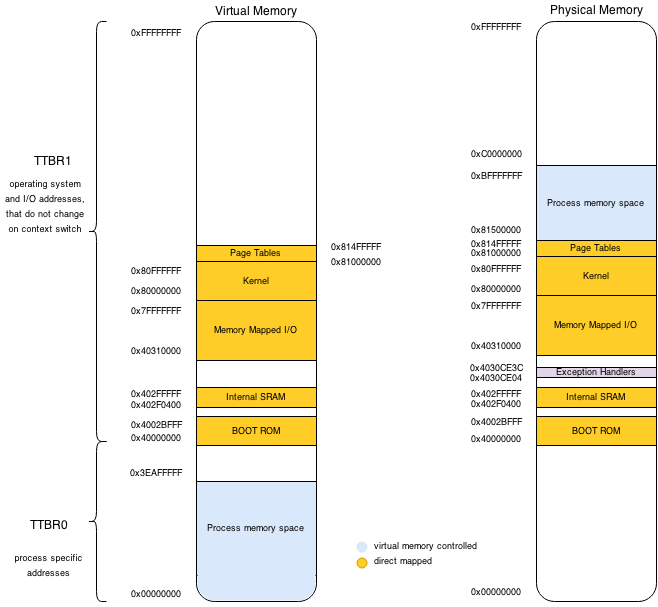 Virtual Memory
Physical Memory
0xFFFFFFFF
0xFFFFFFFF
TTBR1
operating system
and I/O addresses,
that do not change
on context switch
0xC0000000
0xBFFFFFFF
Process memory space
0x81500000
0x814FFFFF
0x81000000
Page Tables
0x814FFFFF
0x81000000
Page Tables
0x80FFFFFF
0x80000000
Kernel
0x80FFFFFF
0x80000000
Kernel
0x7FFFFFFF
Memory Mapped I/O
0x40310000
0x7FFFFFFF
Memory Mapped I/O
0x40310000
0x4030CE3C
0x4030CE04
Exception Handlers
0x402FFFFF
0x402F0400
Internal SRAM
0x402FFFFF
0x402F0400
Internal SRAM
0x4002BFFF
0x40000000
BOOT ROM
0x4002BFFF
0x40000000
BOOT ROM
0x3EAFFFFF
Process memory space
TTBR0
process specific
addresses
0x00000000
virtual memory controlled
direct mapped
0x00000000